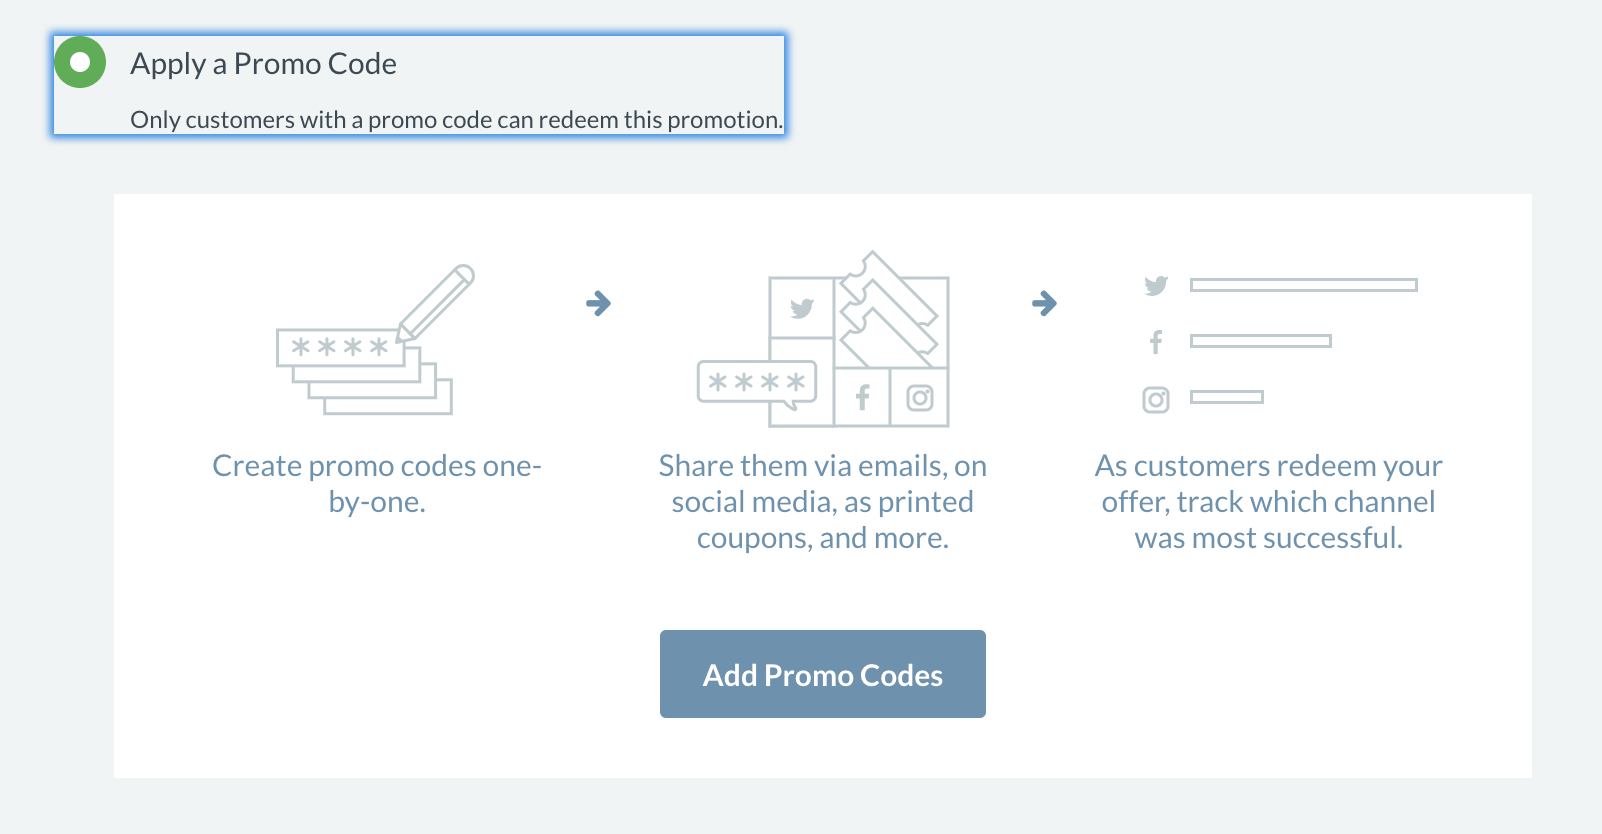 Apply a Promo Code
Only customers with a promo code can redeem this promotion.
****
****
Create promo codes one-
by-one.
Share them via emails, on
social media, as printed
coupons, and more.
As customers redeem your
offer, track which channel
was most successful.
Add Promo Codes